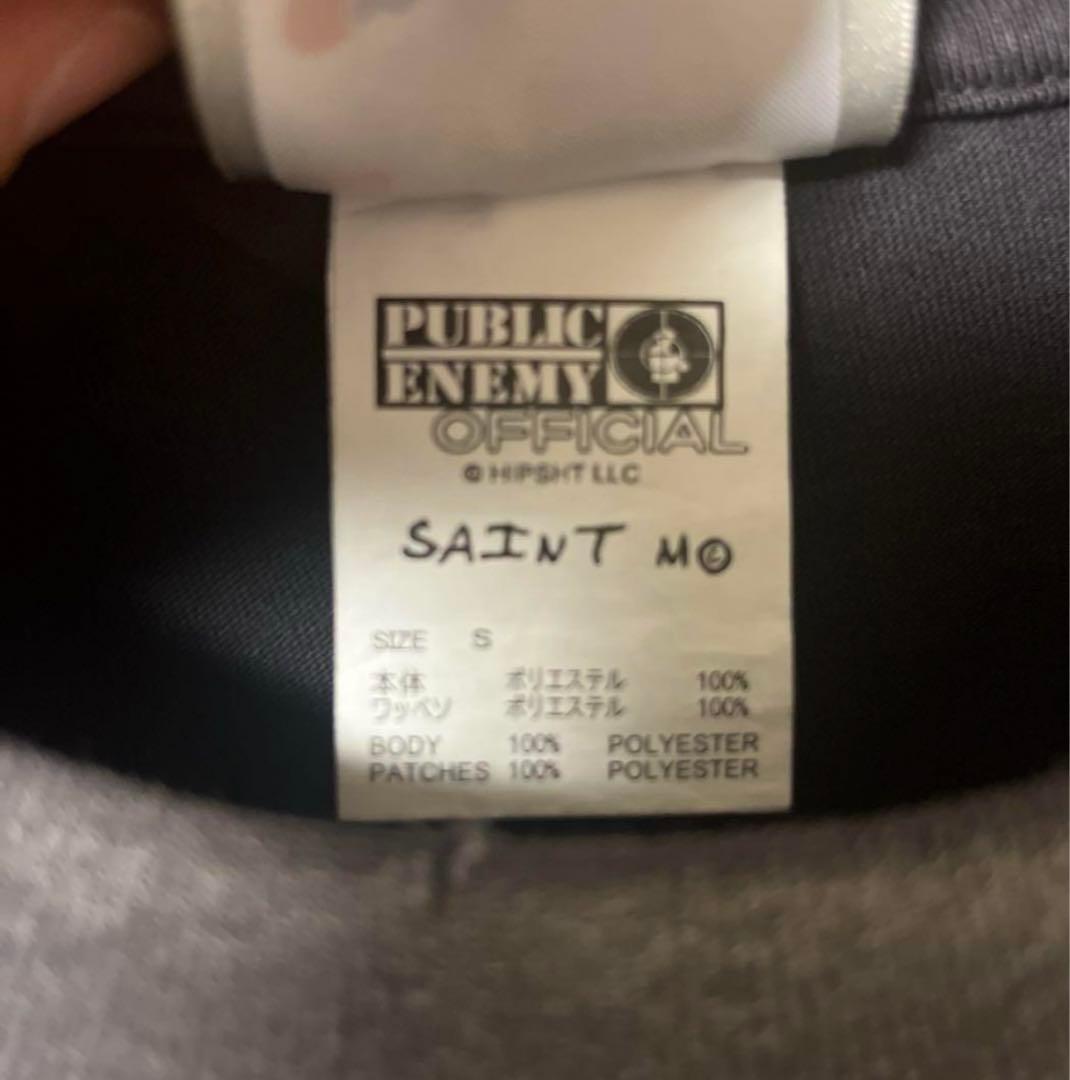 PUBLIC
ENEMY
OFFICIAL
© HIPSHT LLC
SAINT M©
SIZE S
本体 ポリエステル 100%
ワッペン ポリエステル 100%
BODY 100% POLYESTER
PATCHES 100% POLYESTER